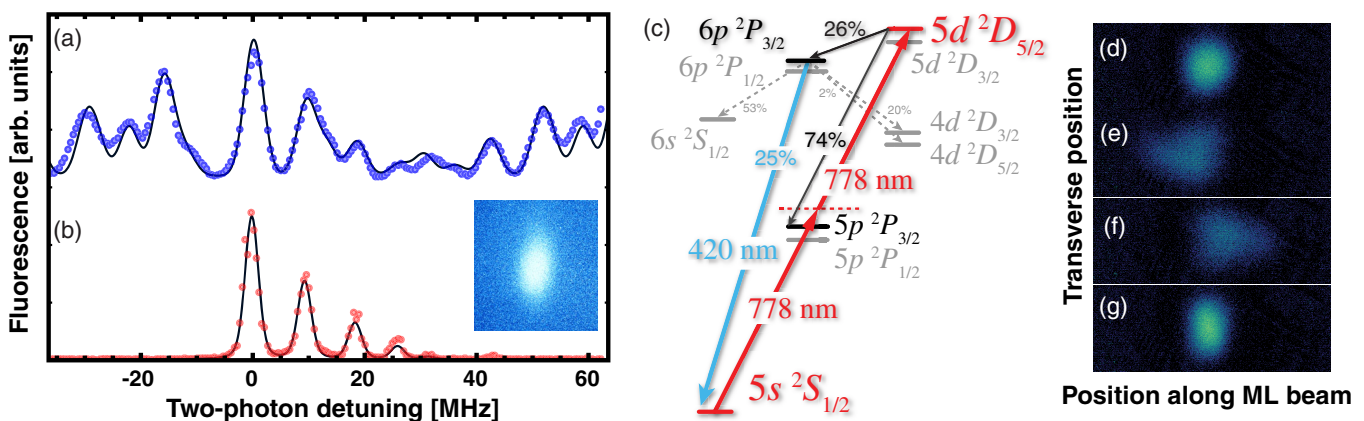 (a)
(b)
Fluorescence [arb. units]
-20
0
20
40
60
Two-photon detuning [MHz]
(c)
6p ²P₃/₂
26%
5d ²D₅/₂
6p ²P₁/₂
5d ²D₃/₂
53%
2%
20%
6s ²S₁/₂
4d ²D₃/₂
4d ²D₅/₂
25%
74%
778 nm
420 nm
5p ²P₃/₂
5p ²P₁/₂
778 nm
5s ²S₁/₂
Transverse position
(d)
(e)
(f)
(g)
Position along ML beam